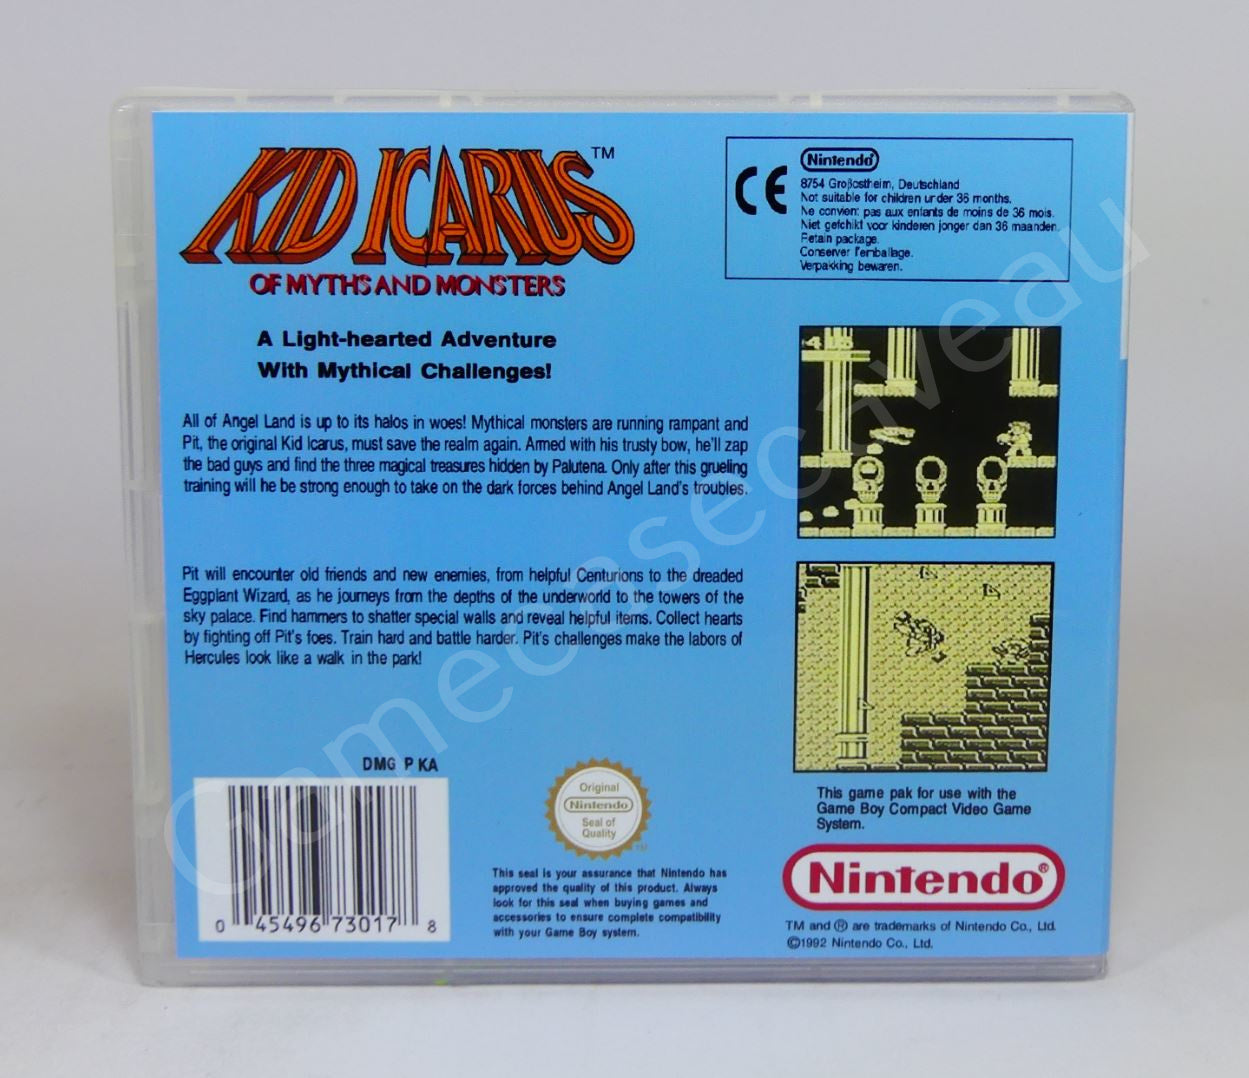 KID ICARUS™
OF MYTHS AND MONSTERS
A Light-hearted Adventure
With Mythical Challenges!
All of Angel Land is up to its halos in woes! Mythical monsters are running rampant and
Pit, the original Kid Icarus, must save the realm again. Armed with his trusty bow, he'll zap
the bad guys and find the three magical treasures hidden by Palutena. Only after this grueling
training will he be strong enough to take on the dark forces behind Angel Land's troubles.
Pit will encounter old friends and new enemies, from helpful Centurions to the dreaded
Eggplant Wizard, as he journeys from the depths of the underworld to the towers of the
sky palace. Find hammers to shatter special walls and reveal helpful items. Collect hearts
by fighting off Pit's foes. Train hard and battle harder. Pit's challenges make the labors of
Hercules look like a walk in the park!
CE
Nintendo
8754 Großostheim, Deutschland
Not suitable for children under 36 months.
Ne convient pas aux enfants de moins de 36 mois.
Niet gefchikt voor kinderen jonger dan 36 maanden.
Retain package.
Conserver l'emballage.
Verpakking bewaren.
DMG P KA
0 45496 73017 8
Original
Nintendo
Seal of
Quality
TM
This seal is your assurance that Nintendo has
approved the quality of this product. Always
look for this seal when buying games and
accessories to ensure complete compatibility
with your Game Boy system.
This game pak for use with the
Game Boy Compact Video Game
System.
Nintendo®
TM and ® are trademarks of Nintendo Co., Ltd.
©1992 Nintendo Co., Ltd.
Gamecasecaveau